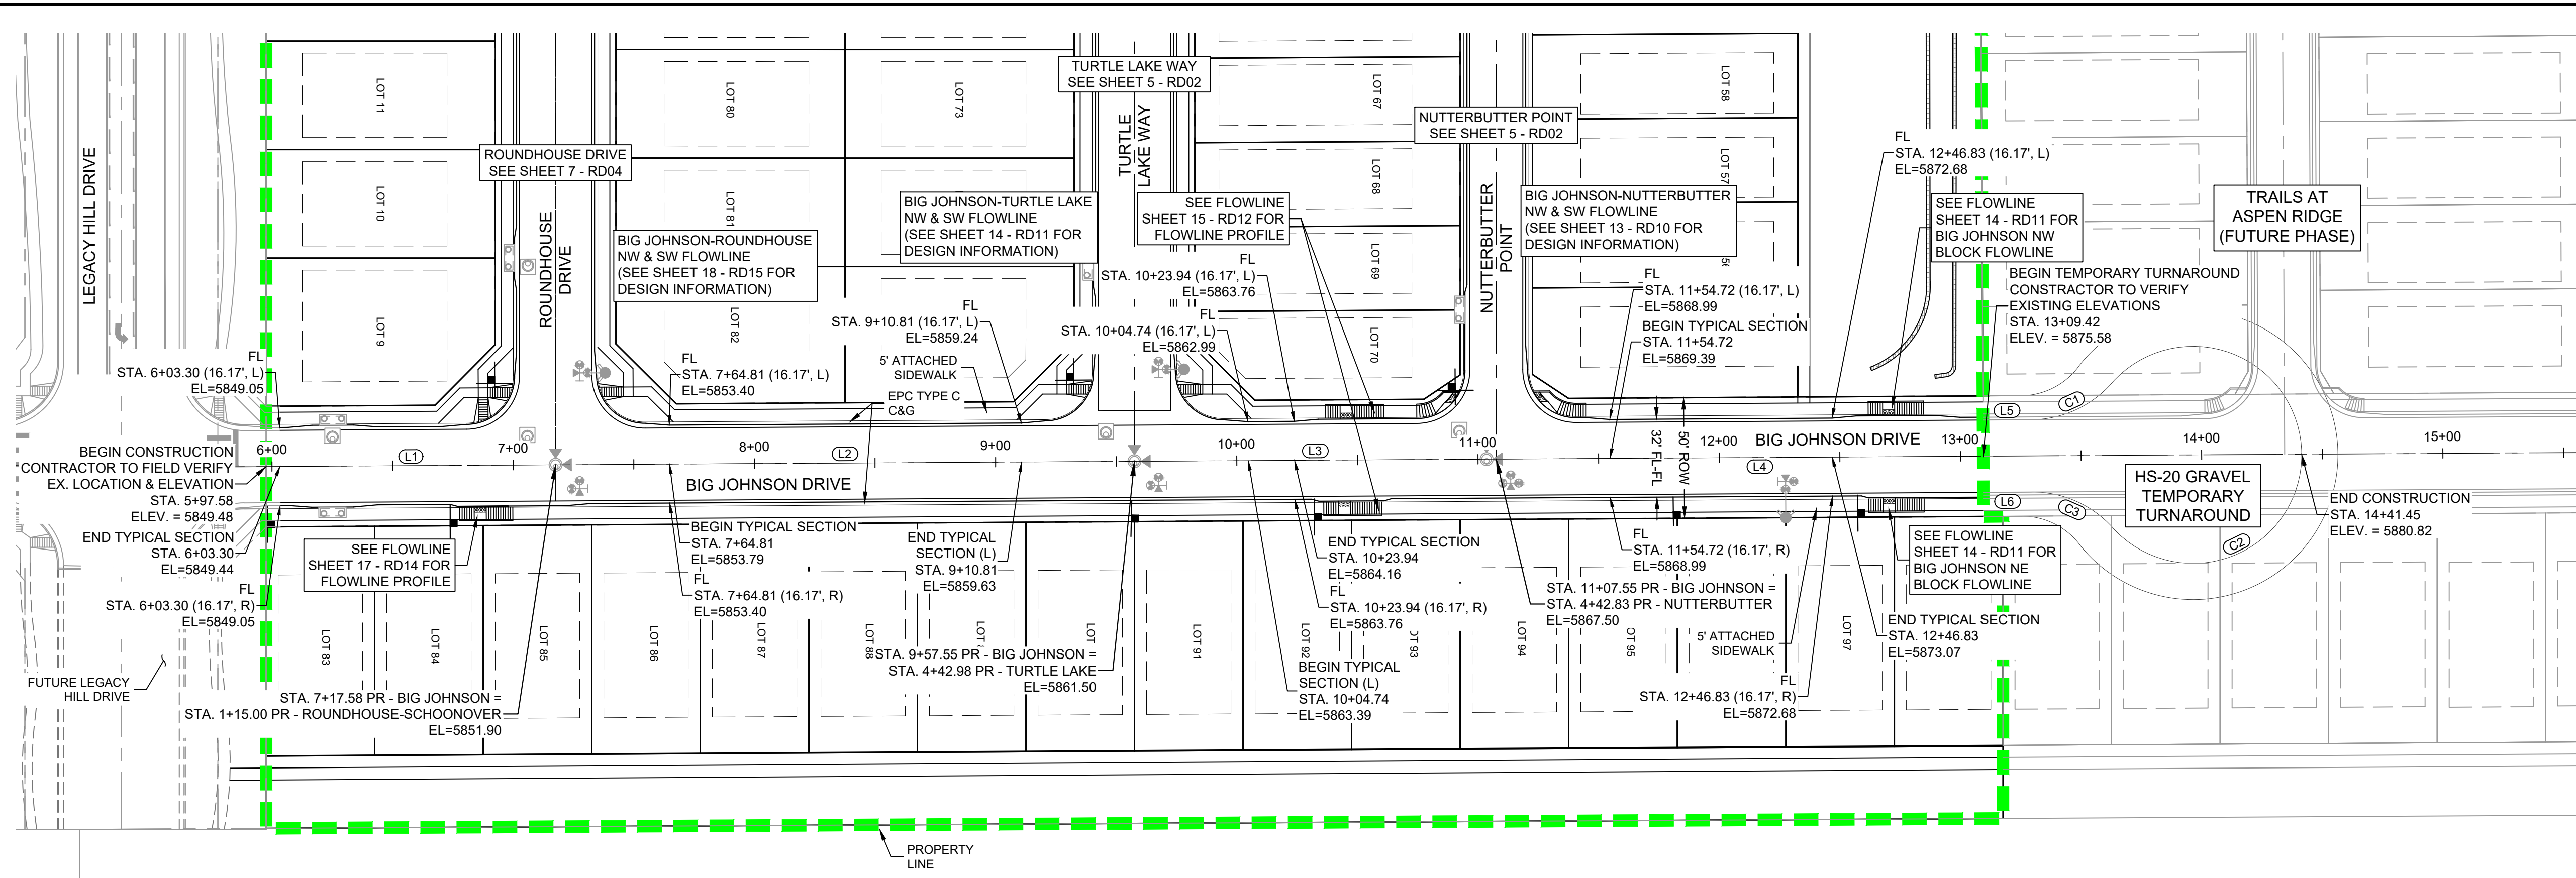 LEGACY HILL DRIVE
LOT 11
LOT 10
LOT 9
ROUNDHOUSE DRIVE
SEE SHEET 7 - RD04
ROUNDHOUSE
DRIVE
LOT 80
LOT 81
LOT 82
LOT 73
BIG JOHNSON-ROUNDHOUSE
NW & SW FLOWLINE
(SEE SHEET 18 - RD15 FOR
DESIGN INFORMATION)
TURTLE LAKE WAY
SEE SHEET 5 - RD02
TURTLE
LAKE WAY
BIG JOHNSON-TURTLE LAKE
NW & SW FLOWLINE
(SEE SHEET 14 - RD11 FOR
DESIGN INFORMATION)
SEE FLOWLINE
SHEET 15 - RD12 FOR
FLOWLINE PROFILE
LOT 67
LOT 68
LOT 69
LOT 70
NUTTERBUTTER POINT
SEE SHEET 5 - RD02
NUTTERBUTTER
POINT
LOT 58
LOT 57
BIG JOHNSON-NUTTERBUTTER
NW & SW FLOWLINE
(SEE SHEET 13 - RD10 FOR
DESIGN INFORMATION)
FL
STA. 12+46.83 (16.17', L)
EL=5872.68
SEE FLOWLINE
SHEET 14 - RD11 FOR
BIG JOHNSON NW
BLOCK FLOWLINE
TRAILS AT
ASPEN RIDGE
(FUTURE PHASE)
BEGIN TEMPORARY TURNAROUND
CONTRACTOR TO VERIFY
EXISTING ELEVATIONS
STA. 13+09.42
ELEV. = 5875.58
FL
STA. 6+03.30 (16.17', L)
EL=5849.05
FL
STA. 7+64.81 (16.17', L)
EL=5853.40
FL
STA. 9+10.81 (16.17', L)
EL=5859.24
5' ATTACHED
SIDEWALK
EPC TYPE C
C&G
FL
STA. 10+23.94 (16.17', L)
EL=5863.76
FL
STA. 10+04.74 (16.17', L)
EL=5862.99
FL
STA. 11+54.72 (16.17', L)
EL=5868.99
BEGIN TYPICAL SECTION
STA. 11+54.72
EL=5869.39
6+00
7+00
8+00
9+00
10+00
11+00
12+00
13+00
14+00
15+00
L1
L2
L3
L4
L5
L6
C1
C2
C3
BIG JOHNSON DRIVE
BIG JOHNSON DRIVE
32' FL-FL
50' ROW
BEGIN CONSTRUCTION
CONTRACTOR TO FIELD VERIFY
EX. LOCATION & ELEVATION
STA. 5+97.58
ELEV. = 5849.48
END TYPICAL SECTION
STA. 6+03.30
EL=5849.44
FL
STA. 6+03.30 (16.17', R)
EL=5849.05
SEE FLOWLINE
SHEET 17 - RD14 FOR
FLOWLINE PROFILE
BEGIN TYPICAL SECTION
STA. 7+64.81
EL=5853.79
FL
STA. 7+64.81 (16.17', R)
EL=5853.40
END TYPICAL
SECTION (L)
STA. 9+10.81
EL=5859.63
END TYPICAL SECTION
STA. 10+23.94
EL=5864.16
FL
STA. 10+23.94 (16.17', R)
EL=5863.76
FL
STA. 11+54.72 (16.17', R)
EL=5868.99
STA. 11+07.55 PR - BIG JOHNSON =
STA. 4+42.83 PR - NUTTERBUTTER
EL=5867.50
SEE FLOWLINE
SHEET 14 - RD11 FOR
BIG JOHNSON NE
BLOCK FLOWLINE
HS-20 GRAVEL
TEMPORARY
TURNAROUND
END CONSTRUCTION
STA. 14+41.45
ELEV. = 5880.82
END TYPICAL SECTION
STA. 12+46.83
EL=5873.07
5' ATTACHED
SIDEWALK
FL
STA. 12+46.83 (16.17', R)
EL=5872.68
BEGIN TYPICAL
SECTION (L)
STA. 10+04.74
EL=5863.39
STA. 9+57.55 PR - BIG JOHNSON =
STA. 4+42.98 PR - TURTLE LAKE
EL=5861.50
STA. 7+17.58 PR - BIG JOHNSON =
STA. 1+15.00 PR - ROUNDHOUSE-SCHOONOVER
EL=5851.90
FUTURE LEGACY
HILL DRIVE
LOT 83
LOT 84
LOT 85
LOT 86
LOT 87
LOT 91
LOT 92
LOT 94
LOT 97
PROPERTY
LINE